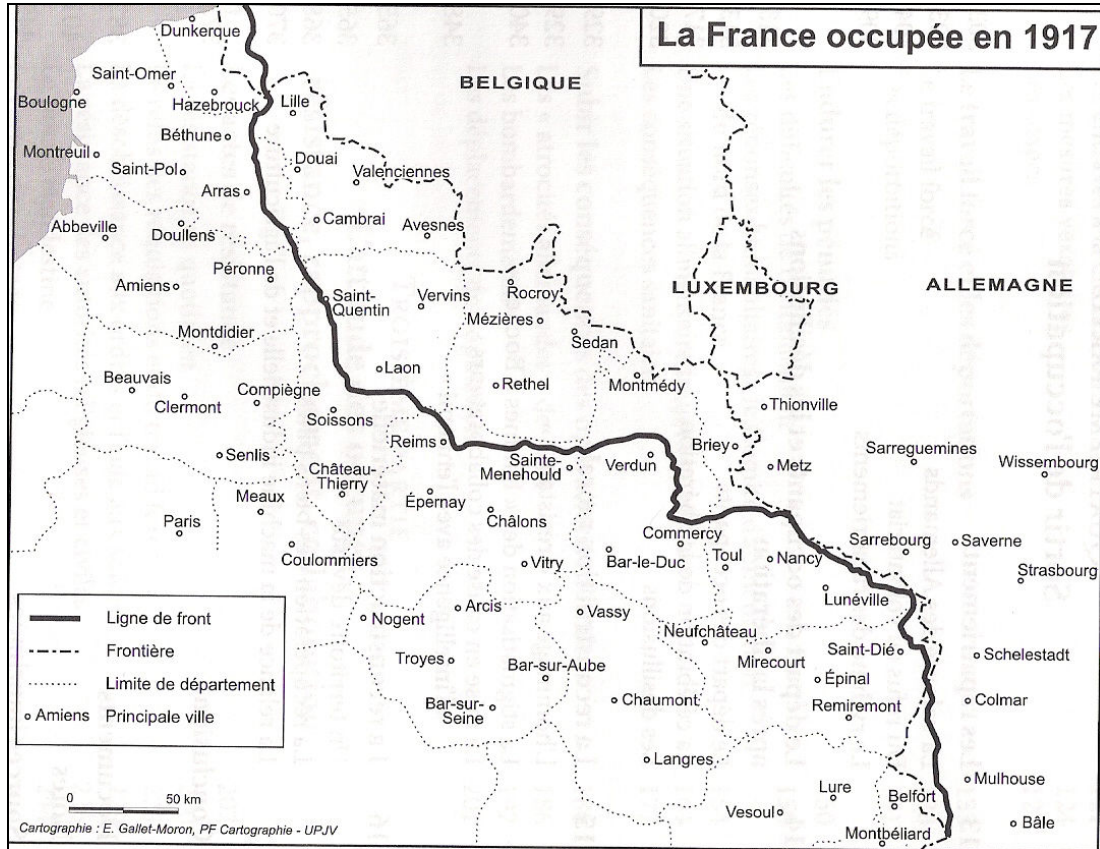 La France occupée en 1917
BELGIQUE
LUXEMBOURG
ALLEMAGNE
Dunkerque
Saint-Omer
Boulogne
Hazebrouck
Lille
Béthune
Montreuil
Saint-Pol
Douai
Valenciennes
Arras
Cambrai
Avesnes
Abbeville
Doullens
Péronne
Amiens
Saint-
Quentin
Vervins
Rocroy
Mézières
Sedan
Montdidier
Laon
Rethel
Montmédy
Beauvais
Clermont
Compiègne
Soissons
Thionville
Reims
Briey
Senlis
Sainte-
Menehould
Verdun
Metz
Sarreguemines
Wissembourg
Château-
Thierry
Meaux
Épernay
Châlons
Paris
Coulommiers
Vitry
Commercy
Bar-le-Duc
Toul
Nancy
Sarrebourg
Saverne
Strasbourg
Lunéville
Nogent
Arcis
Vassy
Neufchâteau
Mirecourt
Saint-Dié
Schelestadt
Troyes
Bar-sur-Aube
Épinal
Bar-sur-
Seine
Chaumont
Remiremont
Colmar
Langres
Mulhouse
Lure
Belfort
Vesoul
Bâle
Montbéliard
Ligne de front
Frontière
Limite de département
Amiens Principale ville
0 50 km
Cartographie : E. Gallet-Moron, PF Cartographie - UPJV